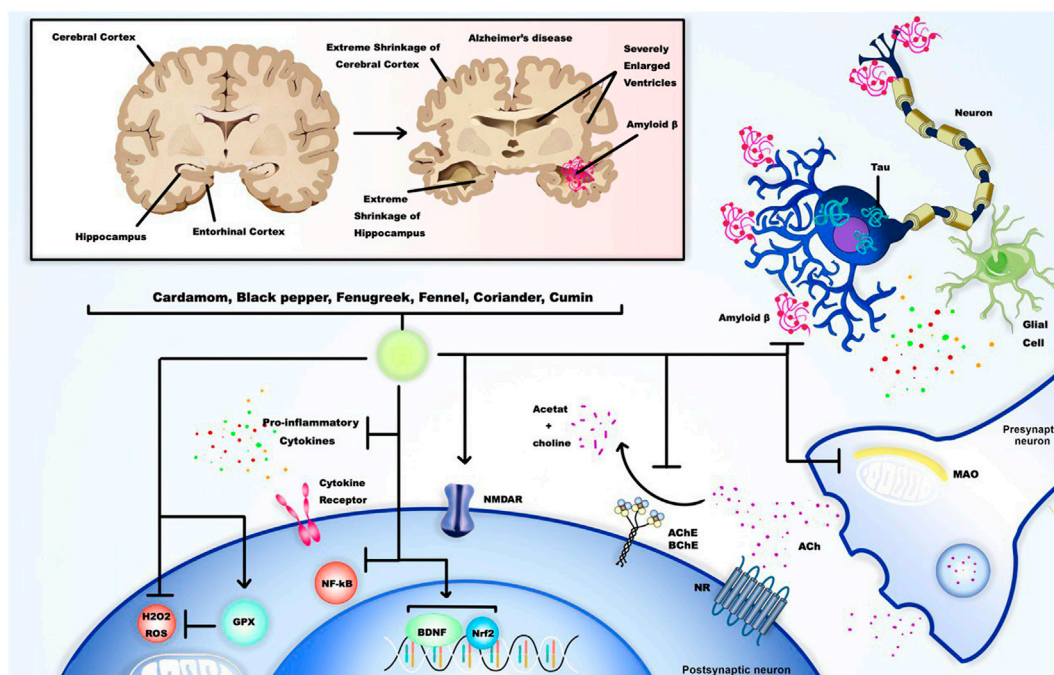 Cerebral Cortex
Extreme Shrinkage of
Cerebral Cortex
Alzheimer's disease
Severely
Enlarged
Ventricles
Amyloid β
Extreme
Shrinkage of
Hippocampus
Hippocampus
Entorhinal Cortex
Neuron
Tau
Amyloid β
Glial
Cell
Cardamom, Black pepper, Fenugreek, Fennel, Coriander, Cumin
Pro-inflammatory
Cytokines
Cytokine
Receptor
NMDAR
Acetat
+
choline
AChE
BChE
ACh
NR
Presynapt
neuron
MAO
NF-kB
H2O2
ROS
GPX
BDNF
Nrf2
Postsynaptic neuron